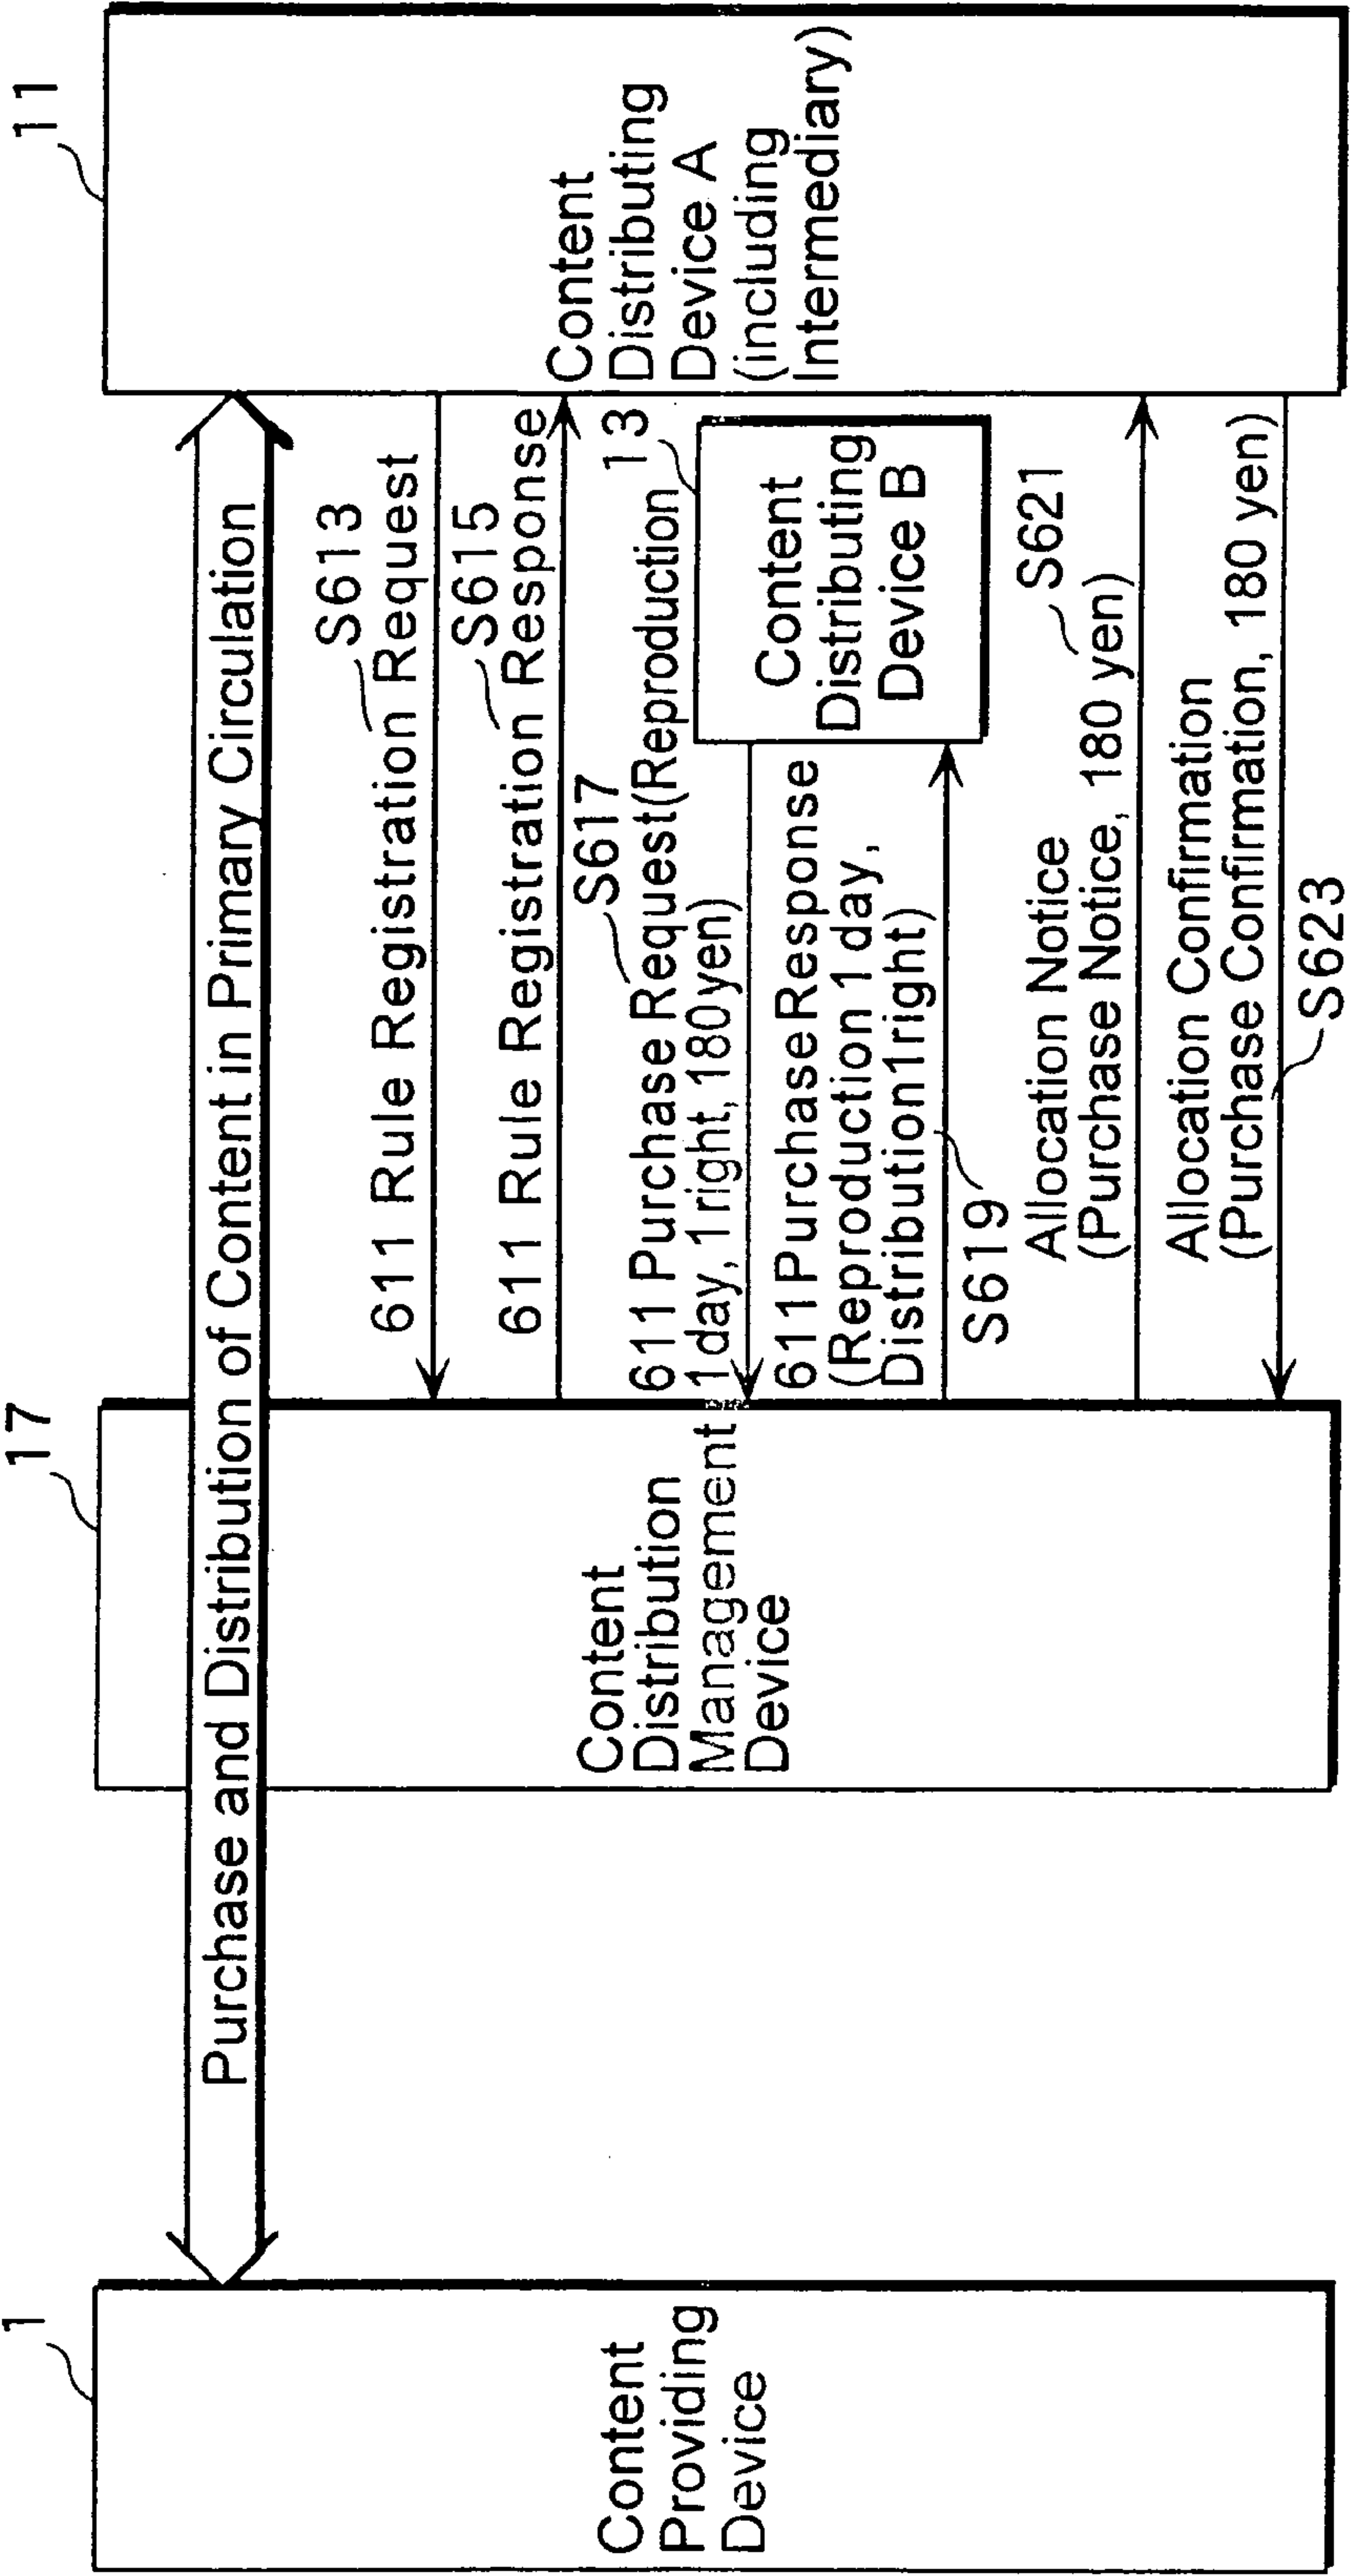 1
17
11
Purchase and Distribution of Content in Primary Circulation
Content
Providing
Device
Content
Distribution
Management
Device
Content
Distributing
Device A
(including
Intermediary)
S613
611 Rule Registration Request
S615
611 Rule Registration Response
S617
611 Purchase Request(Reproduction
1day, 1right, 180yen)
13
Content
Distributing
Device B
611 Purchase Response
(Reproduction 1 day,
Distribution1right)
S619
S621
Allocation Notice
(Purchase Notice, 180 yen)
Allocation Confirmation
(Purchase Confirmation, 180 yen)
S623